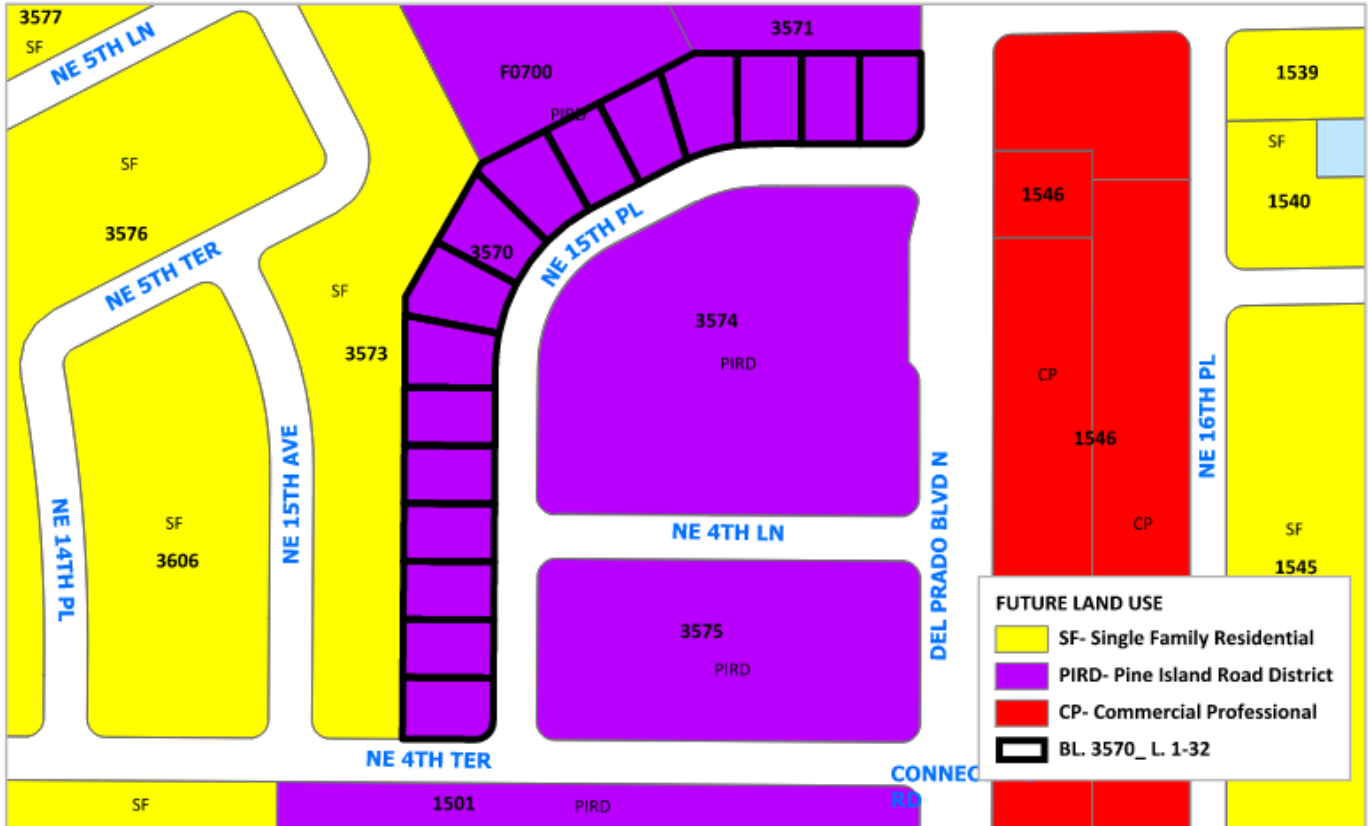 3577
SF
NE 5TH LN
3571
F0700
PIRD
1539
SF
SF
1546
1540
3576
NE 15TH PL
3570
NE 5TH TER
SF
3574
3573
PIRD
CP
NE 16TH PL
1546
DEL PRADO BLVD N
NE 15TH AVE
NE 14TH PL
SF
CP
SF
NE 4TH LN
3606
1545
FUTURE LAND USE
SF- Single Family Residential
PIRD- Pine Island Road District
CP- Commercial Professional
BL. 3570_ L. 1-32
3575
PIRD
NE 4TH TER
CONNEC
RD
SF
1501
PIRD